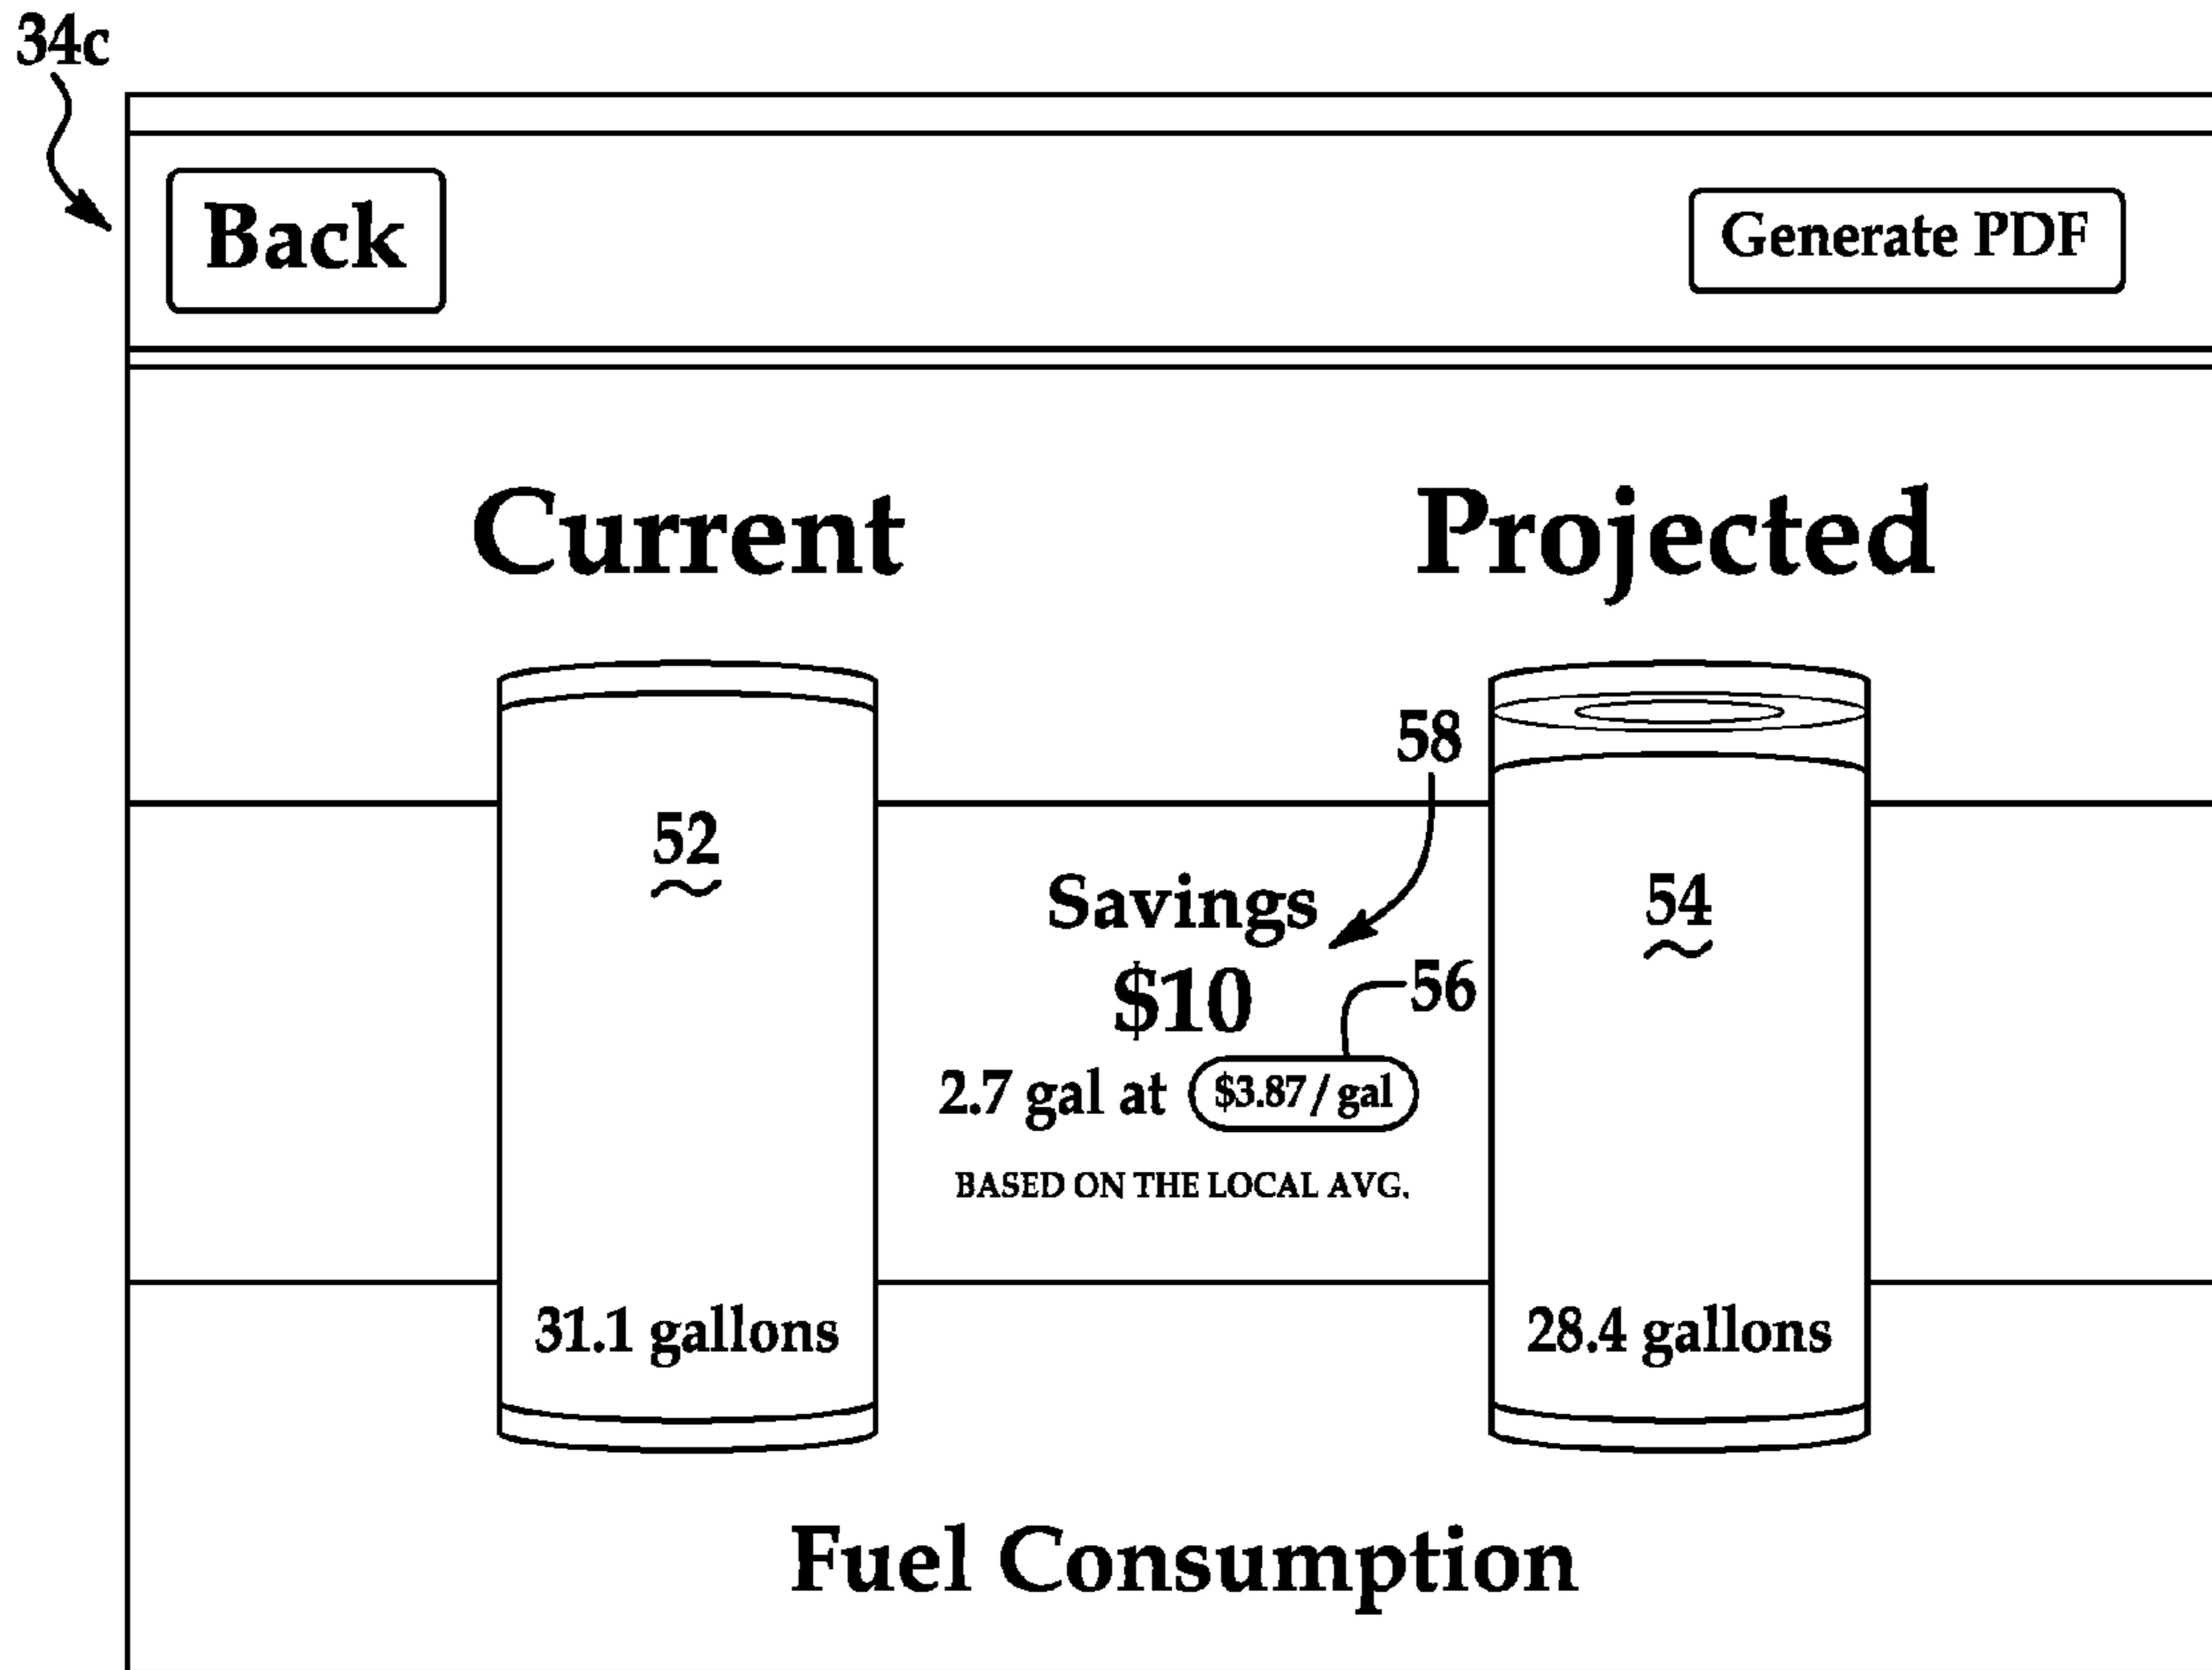 34c
Back
Generate PDF
Current
Projected
58
52
54
Savings
$10
56
2.7 gal at $3.87/gal
BASED ON THE LOCAL AVG.
31.1 gallons
28.4 gallons
Fuel Consumption